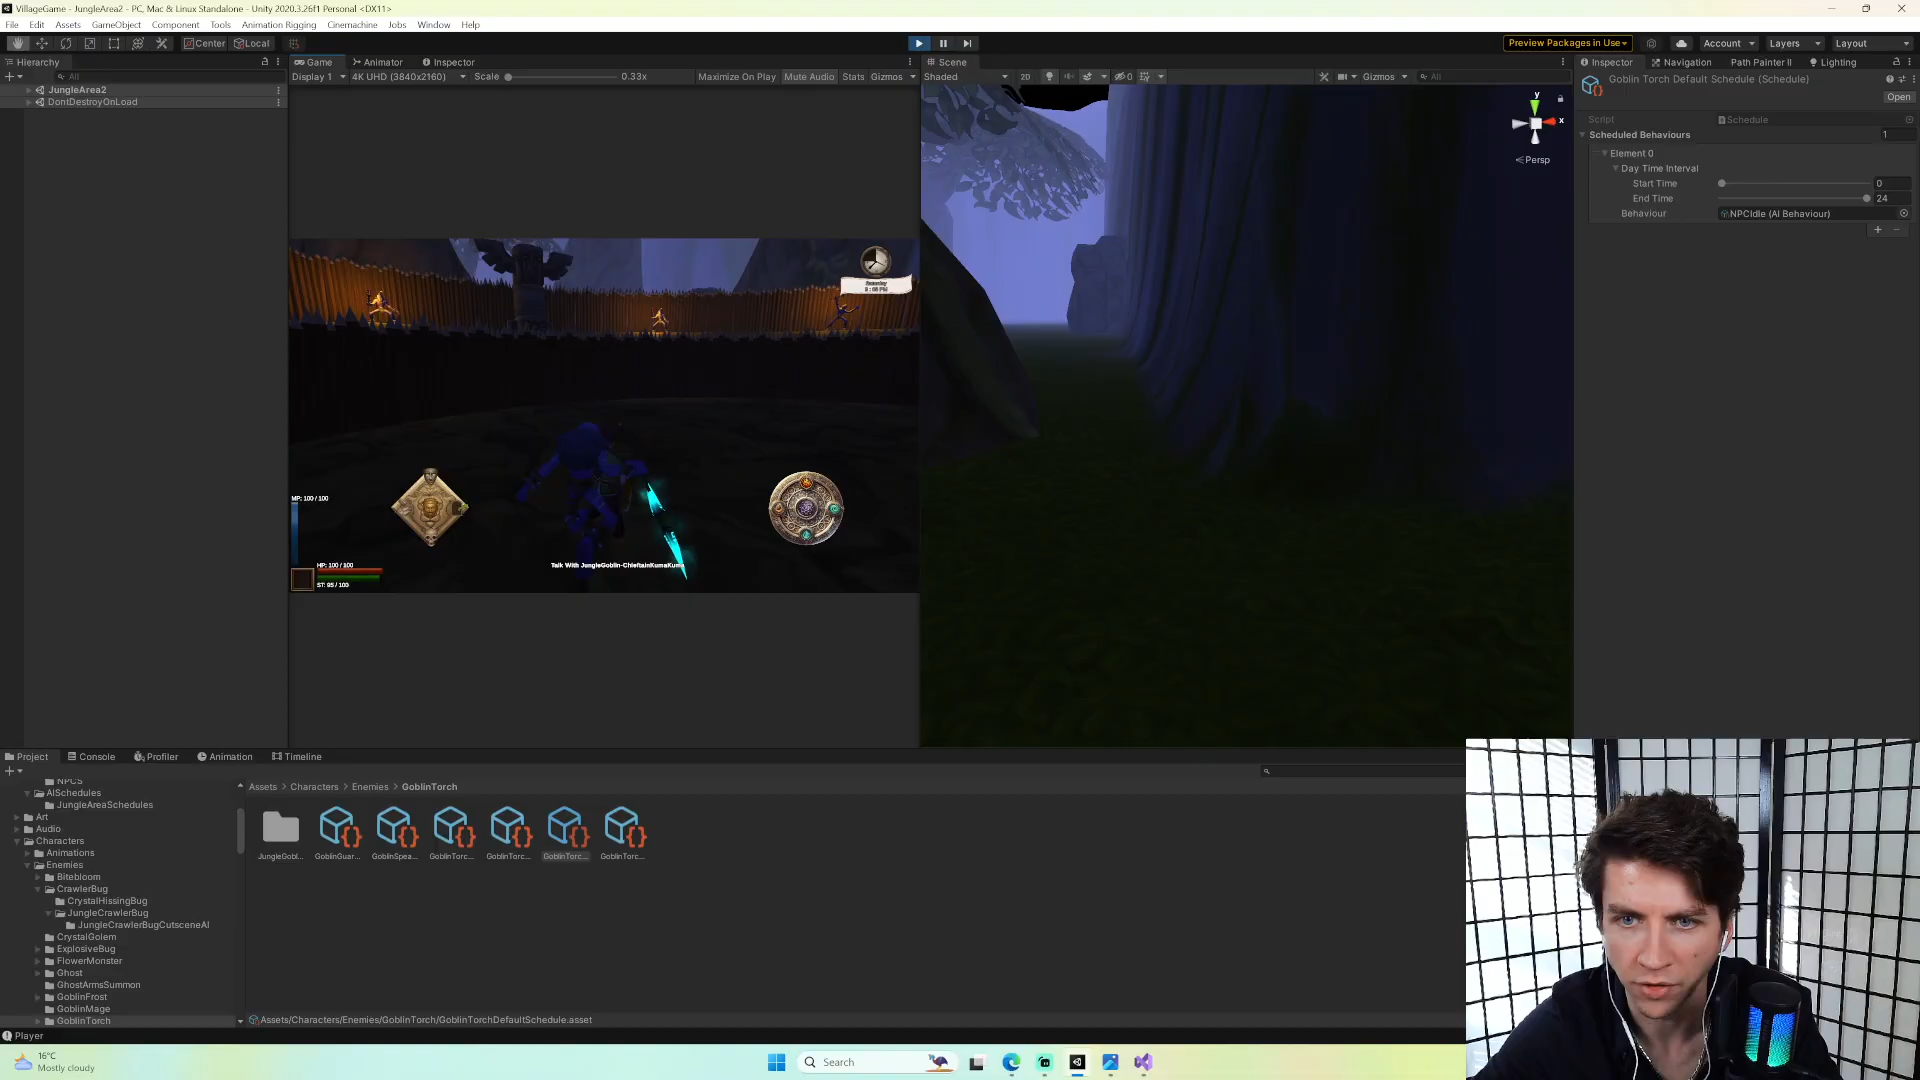 VillageGame - JungleArea2 - PC, Mac & Linux Standalone - Unity 2020.3.26f1 Personal <DX11>
File Edit Assets GameObject Component Tools Animation Rigging Cinemachine Jobs Window Help
Center Local
Preview Packages in Use
Account
Layers
Layout
Hierarchy
All
JungleArea2
DontDestroyOnLoad
Game Animator Inspector
Display 1 4K UHD (3840x2160) Scale 0.33x Maximize On Play Mute Audio Stats Gizmos
MP: 100 / 100
HP: 100 / 100
ST: 95 / 100
Talk With JungleGoblin-ChieftainKumaKuma
Scene
Shaded 2D 0 Gizmos All
y
x
Persp
Inspector Navigation Path Painter II Lighting
Goblin Torch Default Schedule (Schedule)
Open
Script Schedule
Scheduled Behaviours 1
Element 0
Day Time Interval
Start Time 0
End Time 24
Behaviour NPCIdle (AI Behaviour)
Project Console Profiler Animation Timeline
NPCS
AISchedules
JungleAreaSchedules
Art
Audio
Characters
Animations
Enemies
Bitebloom
CrawlerBug
CrystalHissingBug
JungleCrawlerBug
JungleCrawlerBugCutsceneAI
CrystalGolem
ExplosiveBug
FlowerMonster
Ghost
GhostArmsSummon
GoblinFrost
GoblinMage
GoblinTorch
Assets > Characters > Enemies > GoblinTorch
JungleGobl... GoblinGuar... GoblinSpea... GoblinTorc... GoblinTorc... GoblinTorc... GoblinTorc...
Assets/Characters/Enemies/GoblinTorch/GoblinTorchDefaultSchedule.asset
Player
16°C
Mostly cloudy
Search